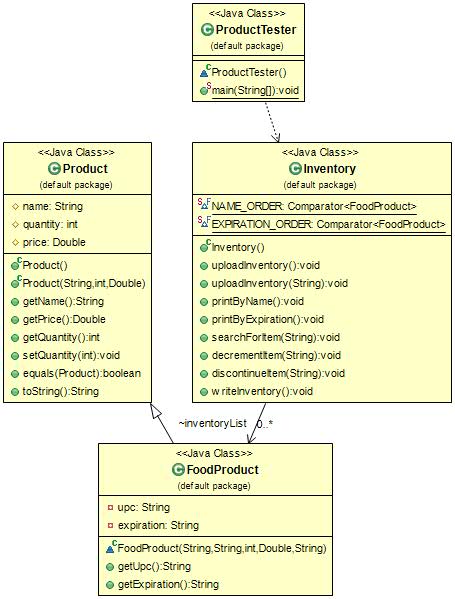 <<Java Class>>
ProductTester
(default package)
ProductTester()
main(String[]):void
<<Java Class>>
Product
(default package)
name: String
quantity: int
price: Double
Product()
Product(String,int,Double)
getName():String
getPrice():Double
getQuantity():int
setQuantity(int):void
equals(Product):boolean
toString():String
<<Java Class>>
Inventory
(default package)
NAME_ORDER: Comparator<FoodProduct>
EXPIRATION_ORDER: Comparator<FoodProduct>
Inventory()
uploadInventory():void
uploadInventory(String):void
printByName():void
printByExpiration():void
searchForItem(String):void
decrementItem(String):void
discontinueItem(String):void
writeInventory():void
~inventoryList 0..*
<<Java Class>>
FoodProduct
(default package)
upc: String
expiration: String
FoodProduct(String,String,int,Double,String)
getUpc():String
getExpiration():String